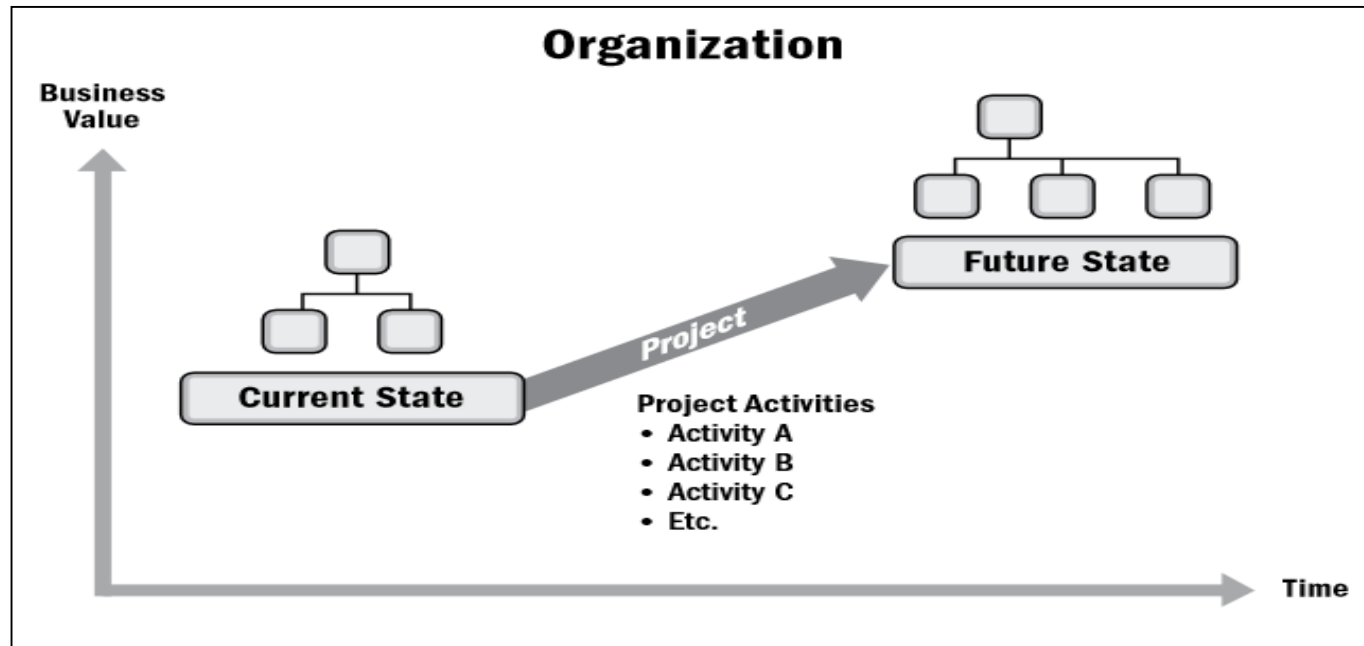 Organization
Business
Value
Future State
Project
Current State
Project Activities
• Activity A
• Activity B
• Activity C
• Etc.
Time